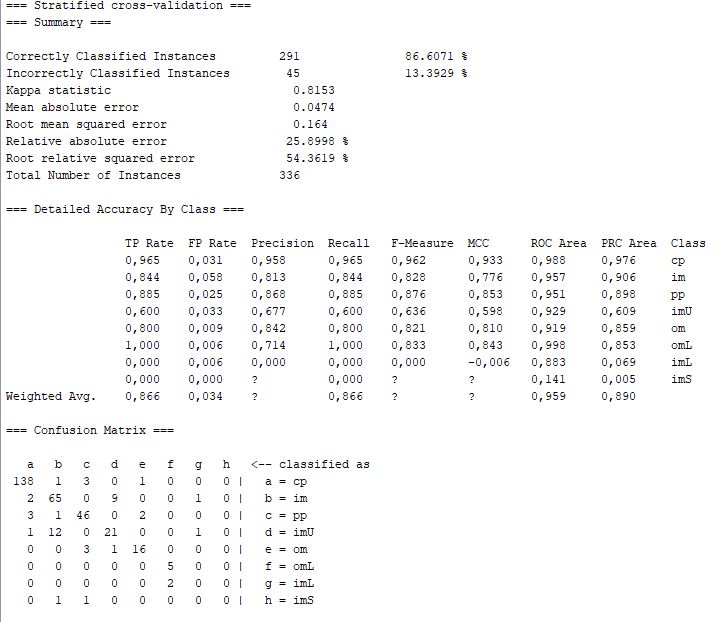 === Stratified cross-validation ===
=== Summary ===
Correctly Classified Instances 291 86.6071 %
Incorrectly Classified Instances 45 13.3929 %
Kappa statistic 0.8153
Mean absolute error 0.0474
Root mean squared error 0.164
Relative absolute error 25.8998 %
Root relative squared error 54.3619 %
Total Number of Instances 336
=== Detailed Accuracy By Class ===
TP Rate FP Rate Precision Recall F-Measure MCC ROC Area PRC Area Class
0,965 0,031 0,958 0,965 0,962 0,933 0,988 0,976 cp
0,844 0,058 0,813 0,844 0,828 0,776 0,957 0,906 im
0,885 0,025 0,868 0,885 0,876 0,853 0,951 0,898 pp
0,600 0,033 0,677 0,600 0,636 0,598 0,929 0,609 imU
0,800 0,009 0,842 0,800 0,821 0,810 0,919 0,859 om
1,000 0,006 0,714 1,000 0,833 0,843 0,998 0,853 omL
0,000 0,006 0,000 0,000 0,000 -0,006 0,883 0,069 imL
0,000 0,000 ? 0,000 ? ? 0,141 0,005 imS
Weighted Avg. 0,866 0,034 ? 0,866 ? ? 0,959 0,890
=== Confusion Matrix ===
a b c d e f g h <-- classified as
138 1 3 0 1 0 0 0 | a = cp
2 65 0 9 0 0 1 0 | b = im
3 1 46 0 2 0 0 0 | c = pp
1 12 0 21 0 0 1 0 | d = imU
0 0 3 1 16 0 0 0 | e = om
0 0 0 0 0 5 0 0 | f = omL
0 0 0 0 0 2 0 0 | g = imL
0 1 1 0 0 0 0 0 | h = imS